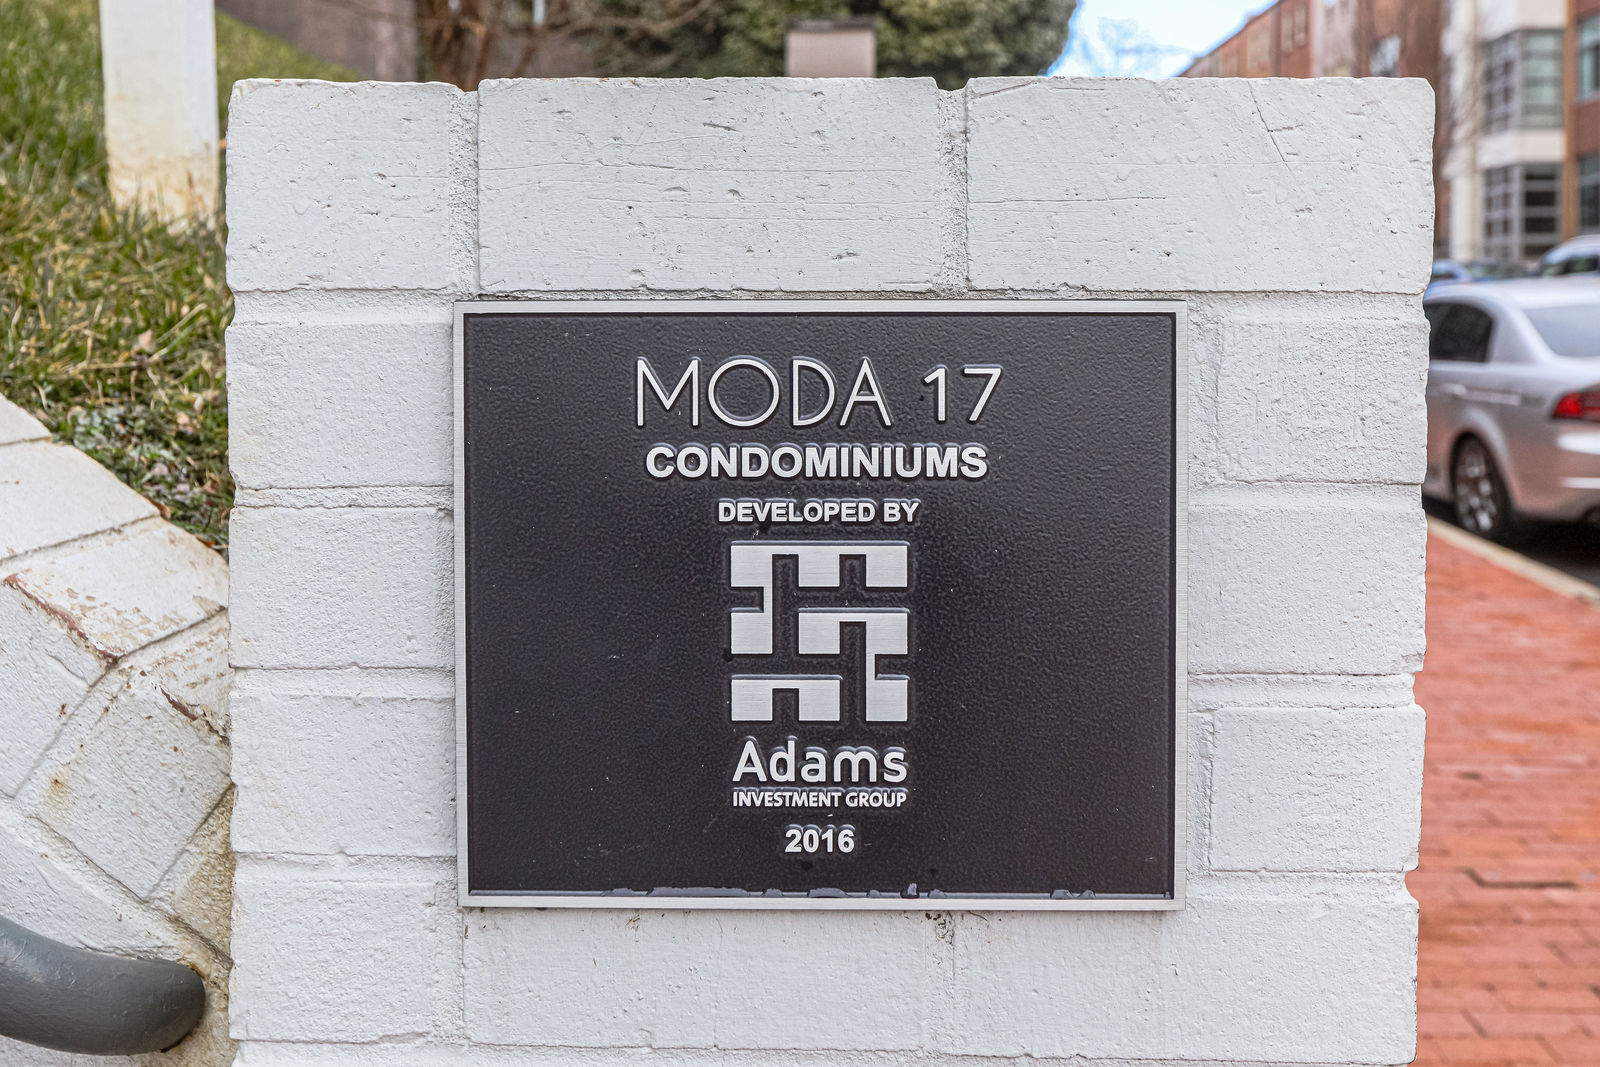 MODA 17
CONDOMINIUMS
DEVELOPED BY
Adams
INVESTMENT GROUP
2016